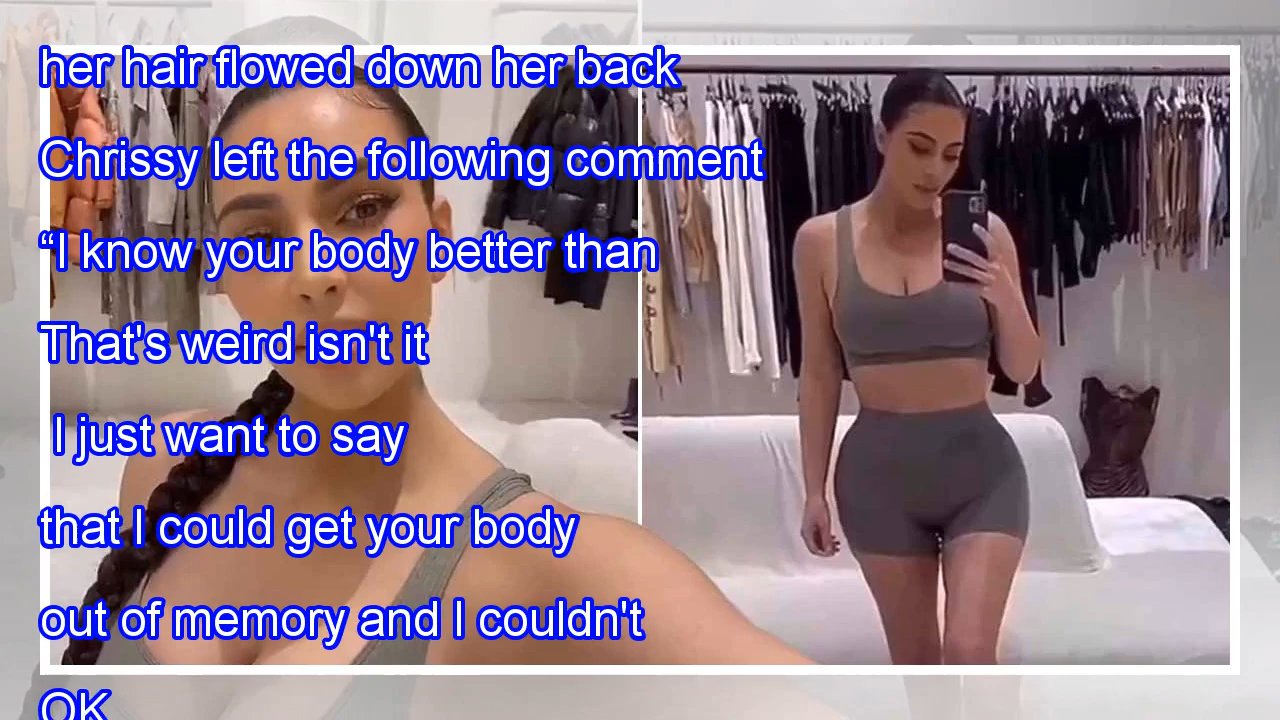 her hair flowed down her back
Chrissy left the following comment
“I know your body better than
That's weird isn't it
I just want to say
that I could get your body
out of memory and I couldn't
OK